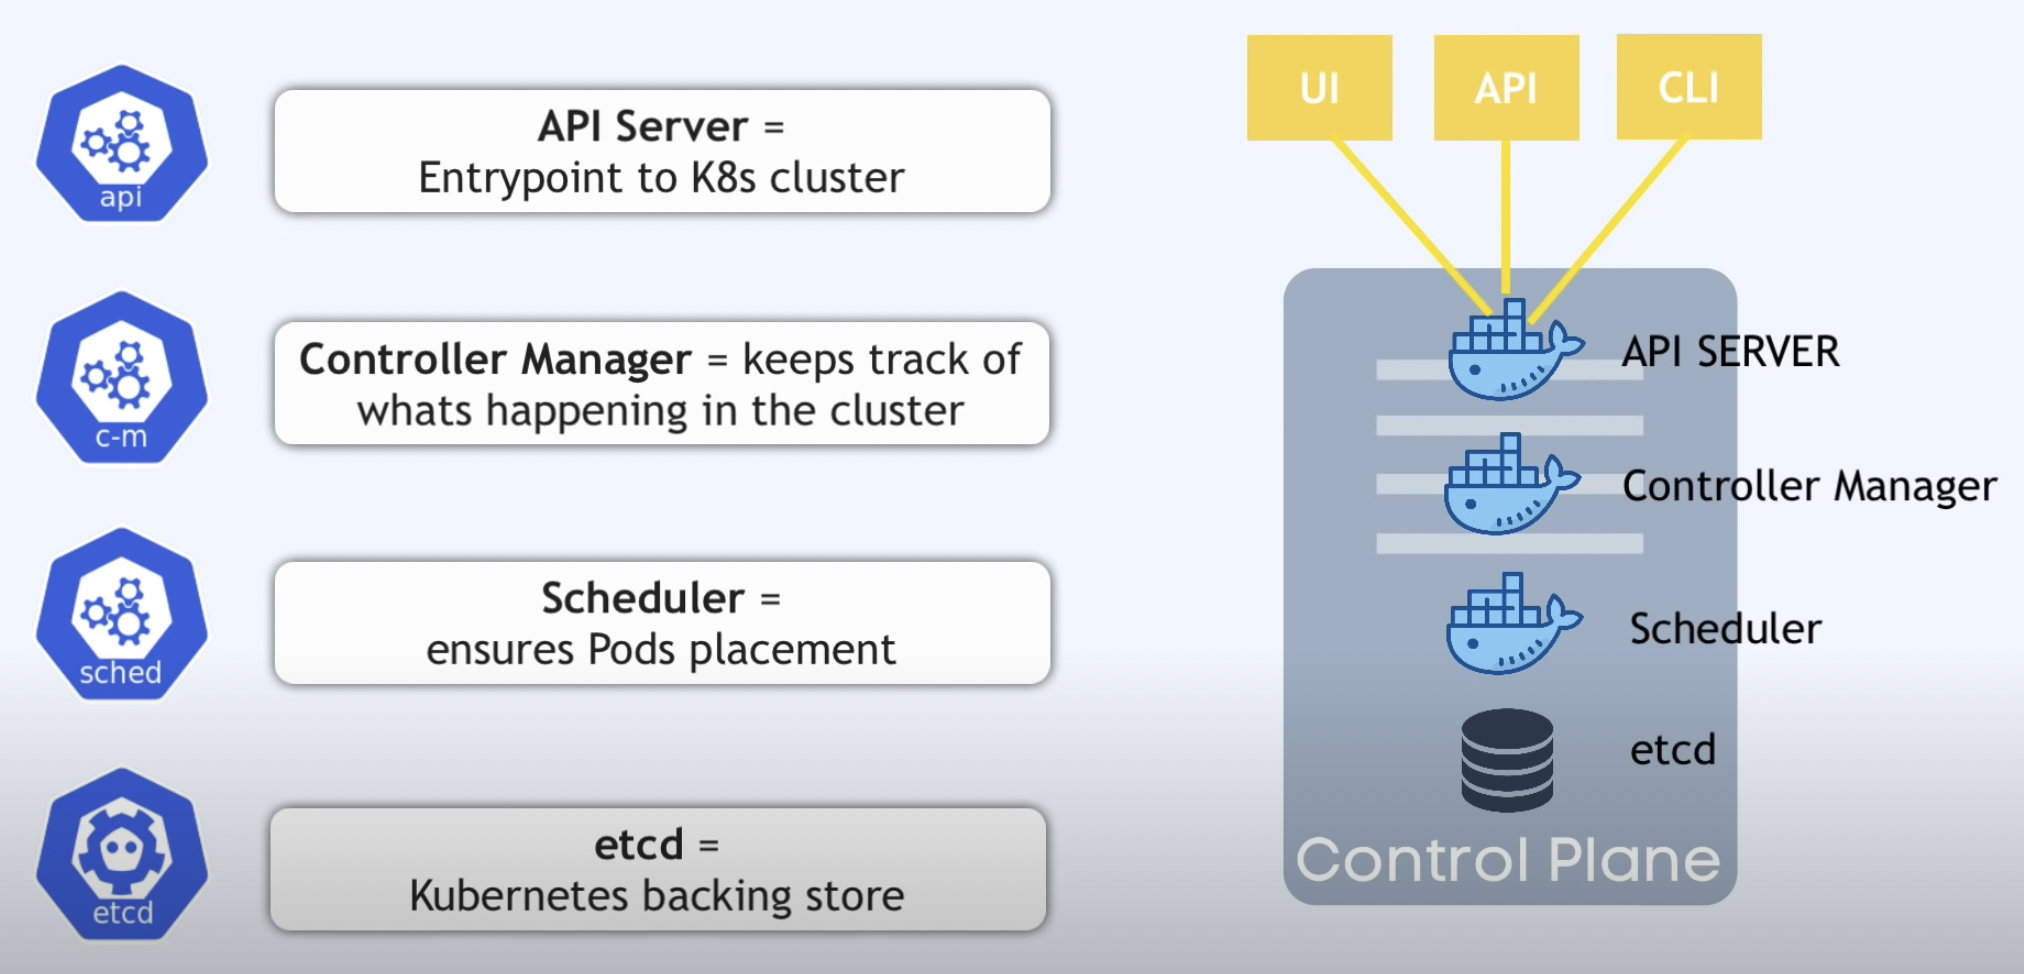 api
API Server =
Entrypoint to K8s cluster
c-m
Controller Manager = keeps track of
whats happening in the cluster
sched
Scheduler =
ensures Pods placement
etcd
etcd =
Kubernetes backing store
UI
API
CLI
API SERVER
Controller Manager
Scheduler
etcd
Control Plane